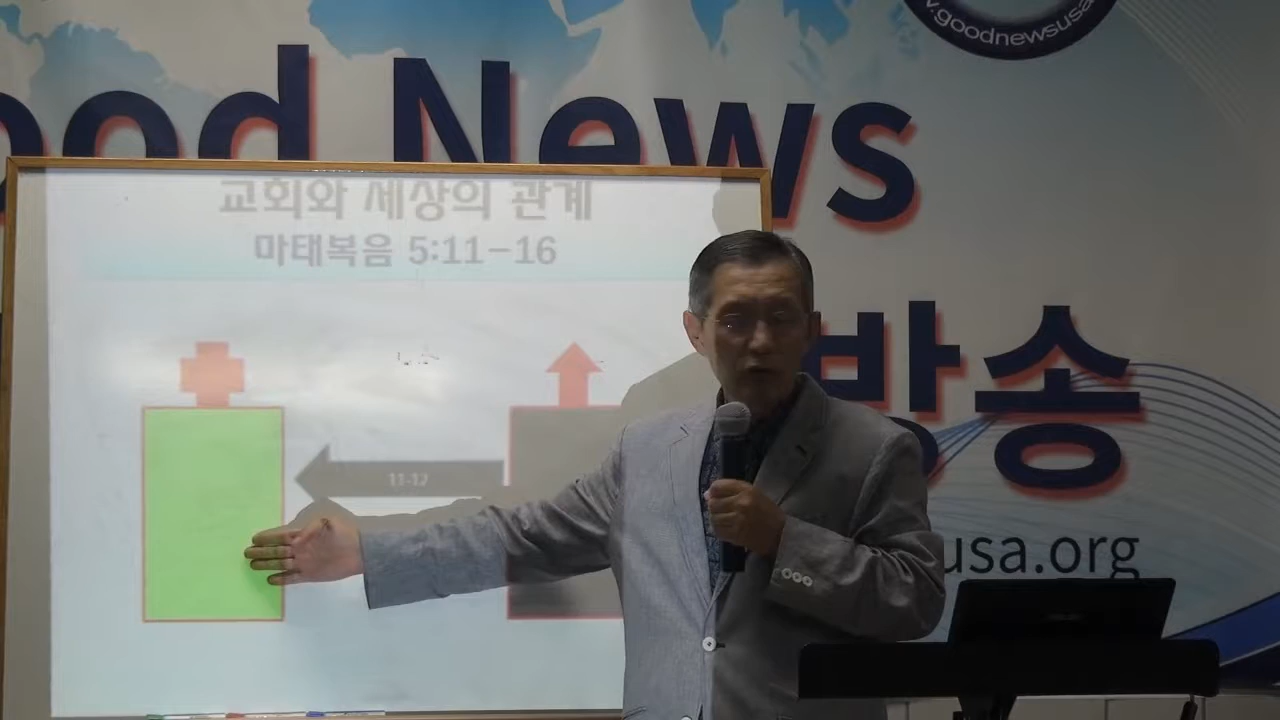 w.goodnewsusa
ood News
방송
usa.org
교회와 세상의 관계
마태복음 5:11-16
11-12